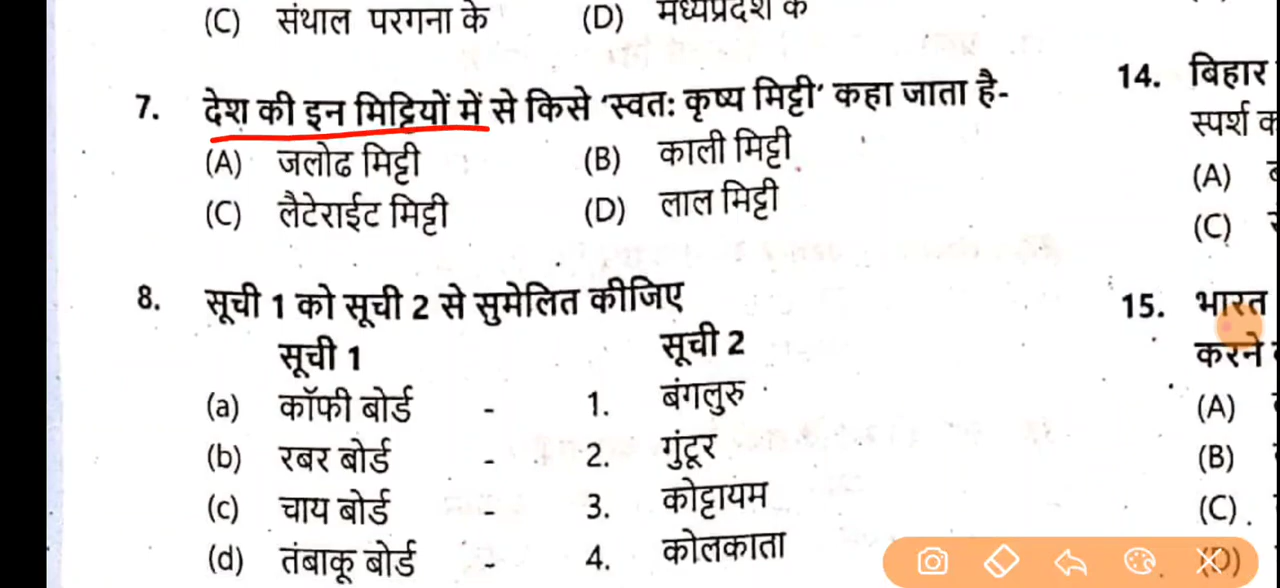 (C) संथाल परगना के (D) मध्यप्रदेश के
7. देश की इन मिट्टियों में से किसे 'स्वतः कृष्य मिट्टी' कहा जाता है-
(A) जलोढ मिट्टी (B) काली मिट्टी
(C) लैटेराईट मिट्टी (D) लाल मिट्टी
8. सूची 1 को सूची 2 से सुमेलित कीजिए
सूची 1 सूची 2
(a) कॉफी बोर्ड - 1. बंगलुरु
(b) रबर बोर्ड - 2. गुंटूर
(c) चाय बोर्ड - 3. कोट्टायम
(d) तंबाकू बोर्ड - 4. कोलकाता
14. बिहार
स्पर्श
(A)
(C)
15. भारत
करने
(A)
(B)
(C).
(D)